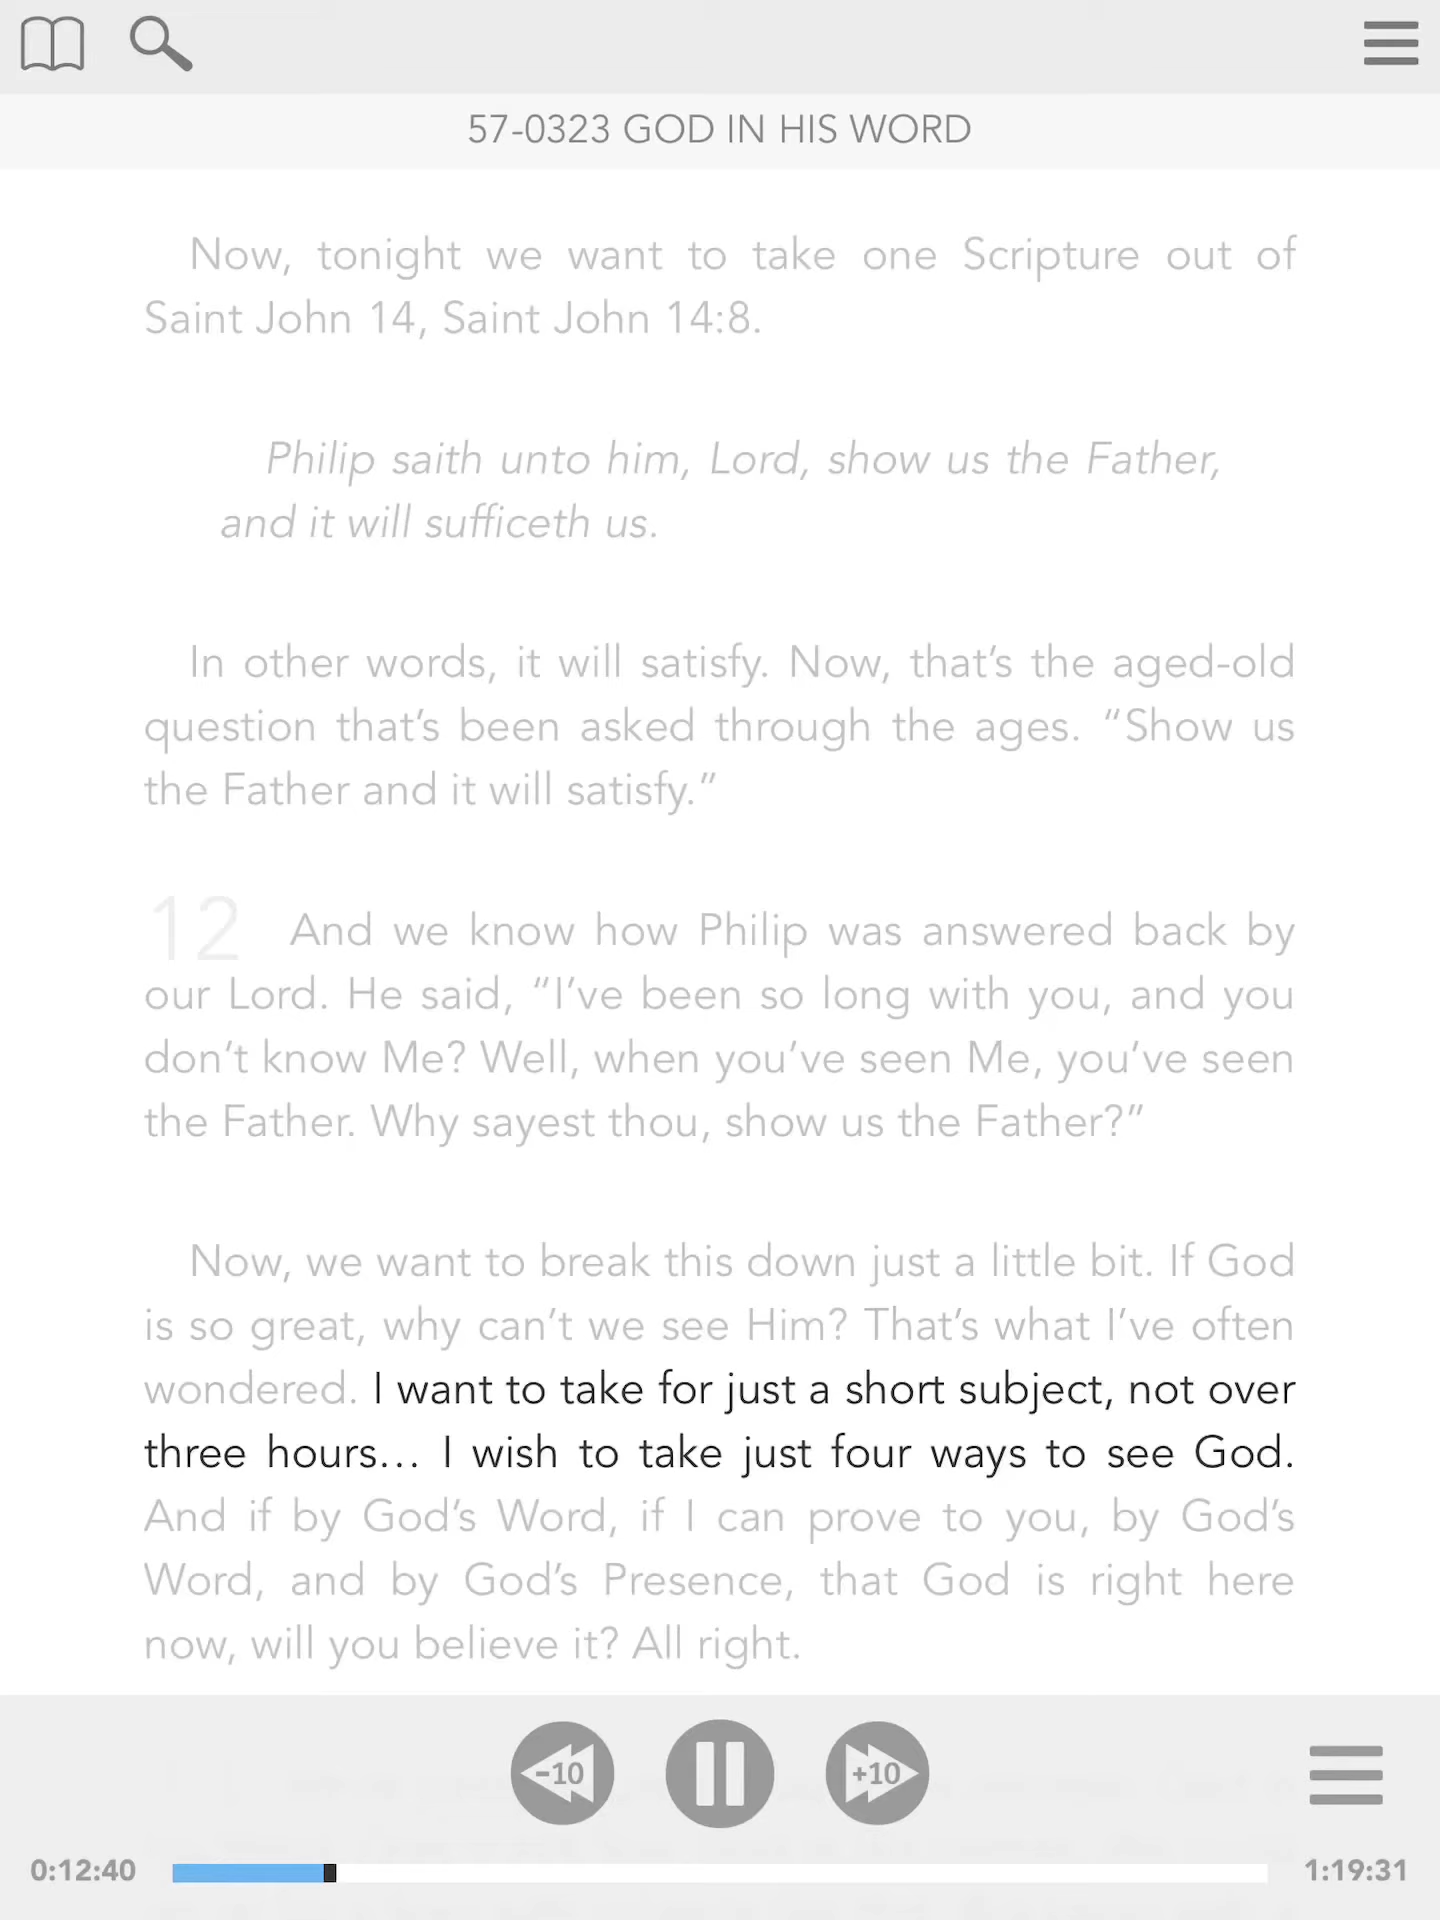 57-0323 GOD IN HIS WORD
Now, tonight we want to take one Scripture out of
Saint John 14, Saint John 14:8.
Philip saith unto him, Lord, show us the Father,
and it will sufficeth us.
In other words, it will satisfy. Now, that’s the aged-old
question that’s been asked through the ages. “Show us
the Father and it will satisfy.”
12 And we know how Philip was answered back by
our Lord. He said, “I’ve been so long with you, and you
don’t know Me? Well, when you’ve seen Me, you’ve seen
the Father. Why sayest thou, show us the Father?”
Now, we want to break this down just a little bit. If God
is so great, why can’t we see Him? That’s what I’ve often
wondered. I want to take for just a short subject, not over
three hours… I wish to take just four ways to see God.
And if by God’s Word, if I can prove to you, by God’s
Word, and by God’s Presence, that God is right here
now, will you believe it? All right.
-10 +10
0:12:40 1:19:31